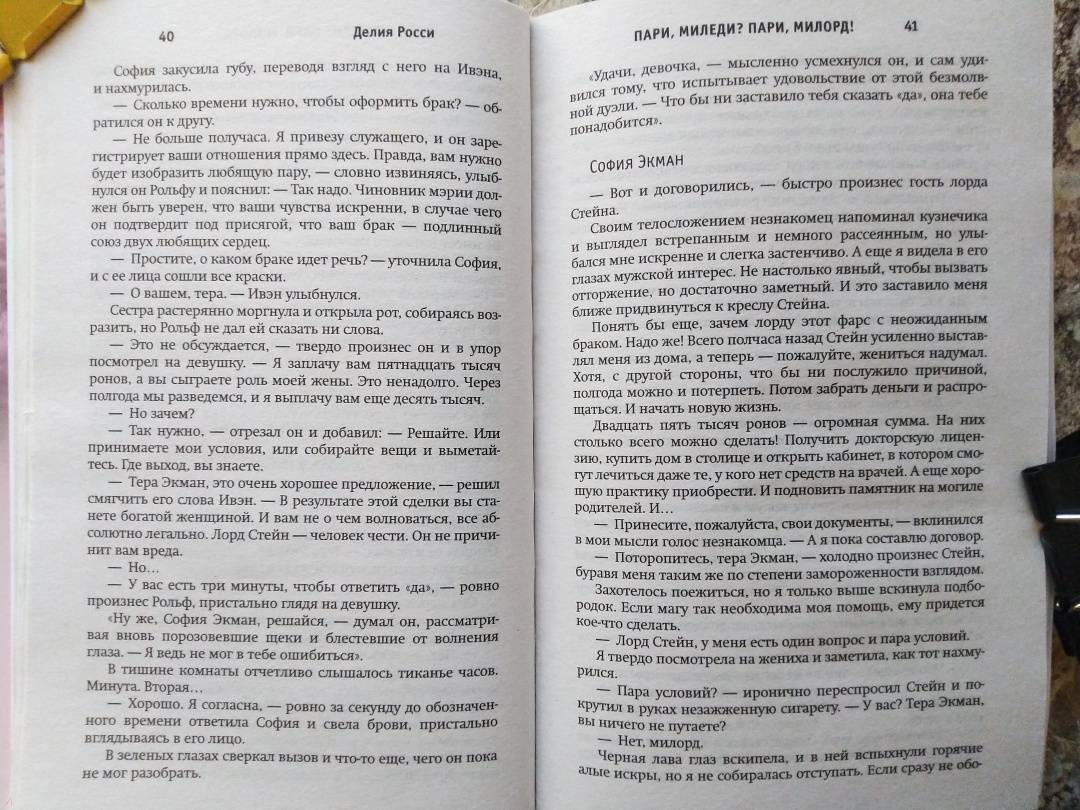 40
Делия Росси
София закусила губу, переводя взгляд с него на Ивэна,
и нахмурилась.
— Сколько времени нужно, чтобы оформить брак? — об-
ратился он к другу.
— Не больше получаса. Я привезу служащего, и он заре-
гистрирует ваши отношения прямо здесь. Правда, вам нужно
будет изобразить любящую пару, — словно извиняясь, улыб-
нулся он Рольфу и пояснил: — Так надо. Чиновник мэрии дол-
жен быть уверен, что ваши чувства искренни, в случае чего
он подтвердит под присягой, что ваш брак — подлинный
союз двух любящих сердец.
— Простите, о каком браке идет речь? — уточнила София,
и с ее лица сошли все краски.
— О вашем, тера. — Ивэн улыбнулся.
Сестра растерянно моргнула и открыла рот, собираясь воз-
разить, но Рольф не дал ей сказать ни слова.
— Это не обсуждается, — твердо произнес он и в упор
посмотрел на девушку. — Я заплачу вам пятнадцать тысяч
ронов, а вы сыграете роль моей жены. Это ненадолго. Через
полгода мы разведемся, и я выплачу вам еще десять тысяч.
— Но зачем?
— Так нужно, — отрезал он и добавил: — Решайте. Или
принимаете мои условия, или собирайте вещи и выметай-
тесь. Где выход, вы знаете.
— Тера Экман, это очень хорошее предложение, — решил
смягчить его слова Ивэн. — В результате этой сделки вы ста-
нете богатой женщиной. И вам не о чем волноваться, все аб-
солютно легально. Лорд Стейн — человек чести. Он не причи-
нит вам вреда.
— Но…
— У вас есть три минуты, чтобы ответить «да», — ровно
произнес Рольф, пристально глядя на девушку.
«Ну же, София Экман, решайся, — думал он, рассматри-
вая вновь порозовевшие щеки и блестевшие от волнения
глаза. — Я ведь не мог в тебе ошибиться».
В тишине комнаты отчетливо слышалось тиканье часов.
Минута. Вторая…
— Хорошо. Я согласна, — ровно за секунду до обозначен-
ного времени ответила София и свела брови, пристально
вглядываясь в его лицо.
В зеленых глазах сверкал вызов и что-то еще, чего он пока
не мог разобрать.
ПАРИ, МИЛЕДИ? ПАРИ, МИЛОРД!
41
«Удачи, девочка, — мысленно усмехнулся он, и сам уди-
вился тому, что испытывает удовольствие от этой безмолв-
ной дуэли. — Что бы ни заставило тебя сказать «да», она тебе
понадобится».
СОФИЯ ЭКМАН
— Вот и договорились, — быстро произнес гость лорда
Стейна.
Своим телосложением незнакомец напоминал кузнечика
и выглядел встрепанным и немного рассеянным, но улы-
бался мне искренне и слегка застенчиво. А еще я видела в его
глазах мужской интерес. Не настолько явный, чтобы вызвать
отторжение, но достаточно заметный. И это заставило меня
ближе придвинуться к креслу Стейна.
Понять бы еще, зачем лорду этот фарс с неожиданным
браком. Надо же! Всего полчаса назад Стейн усиленно выстав-
лял меня из дома, а теперь — пожалуйте, жениться надумал.
Хотя, с другой стороны, что бы ни послужило причиной,
полгода можно и потерпеть. Потом забрать деньги и распро-
щаться. И начать новую жизнь.
Двадцать пять тысяч ронов — огромная сумма. На них
столько всего можно сделать! Получить докторскую лицен-
зию, купить дом в столице и открыть кабинет, в котором смо-
гут лечиться даже те, у кого нет средств на врачей. А еще хоро-
шую практику приобрести. И подновить памятник на могиле
родителей. И…
— Принесите, пожалуйста, свои документы, — вклинился
в мои мысли голос незнакомца. — А я пока составлю договор.
— Поторопитесь, тера Экман, — холодно произнес Стейн,
буравя меня таким же по степени замороженности взглядом.
Захотелось поежиться, но я только выше вскинула подбо-
родок. Если магу так необходима моя помощь, ему придется
кое-что сделать.
— Лорд Стейн, у меня есть один вопрос и пара условий.
Я твердо посмотрела на жениха и заметила, как тот нахму-
рился.
— Пара условий? — иронично переспросил Стейн и по-
крутил в руках незажженную сигарету. — У вас? Тера Экман,
вы ничего не путаете?
— Нет, милорд.
Черная лава глаз вскипела, и в ней вспыхнули горячие
алые искры, но я не собиралась отступать. Если сразу не обо-